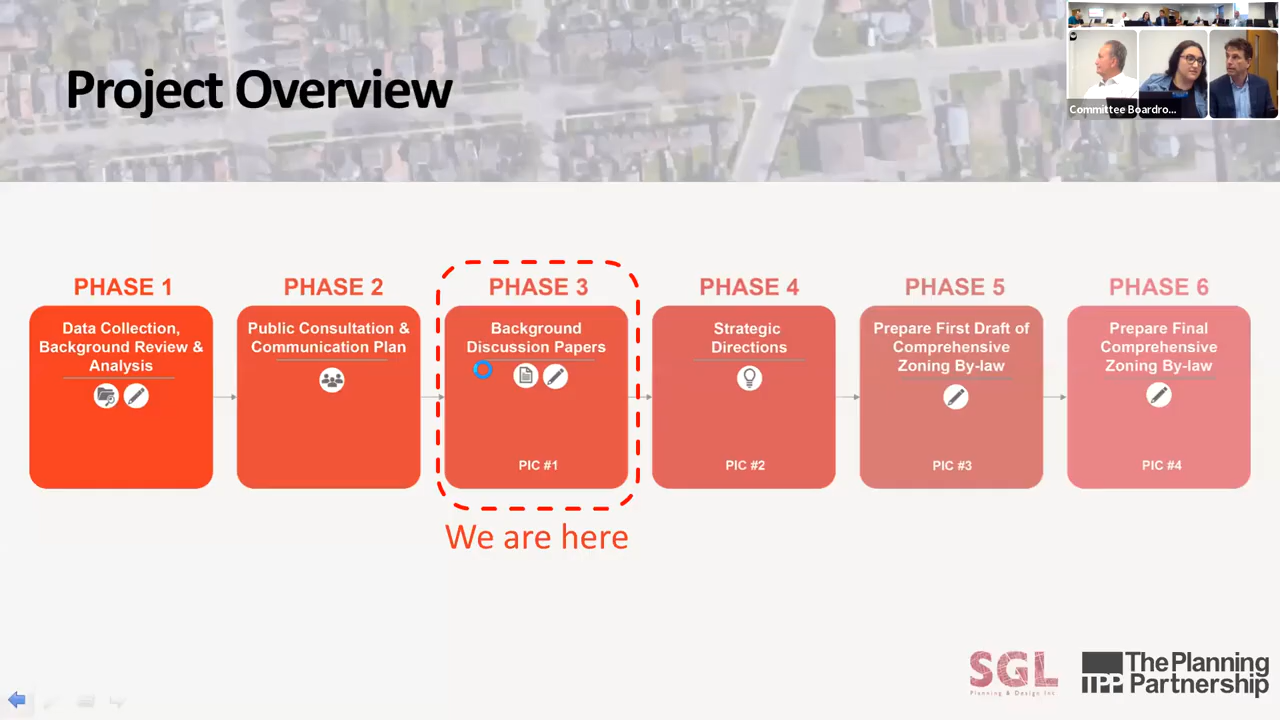 Project Overview
Committee Boardro...
PHASE 1
Data Collection,
Background Review &
Analysis
PHASE 2
Public Consultation &
Communication Plan
PHASE 3
Background
Discussion Papers
PIC #1
PHASE 4
Strategic
Directions
PIC #2
PHASE 5
Prepare First Draft of
Comprehensive
Zoning By-law
PIC #3
PHASE 6
Prepare Final
Comprehensive
Zoning By-law
PIC #4
We are here
SGL
Planning & Design Inc
TPP
The Planning
Partnership